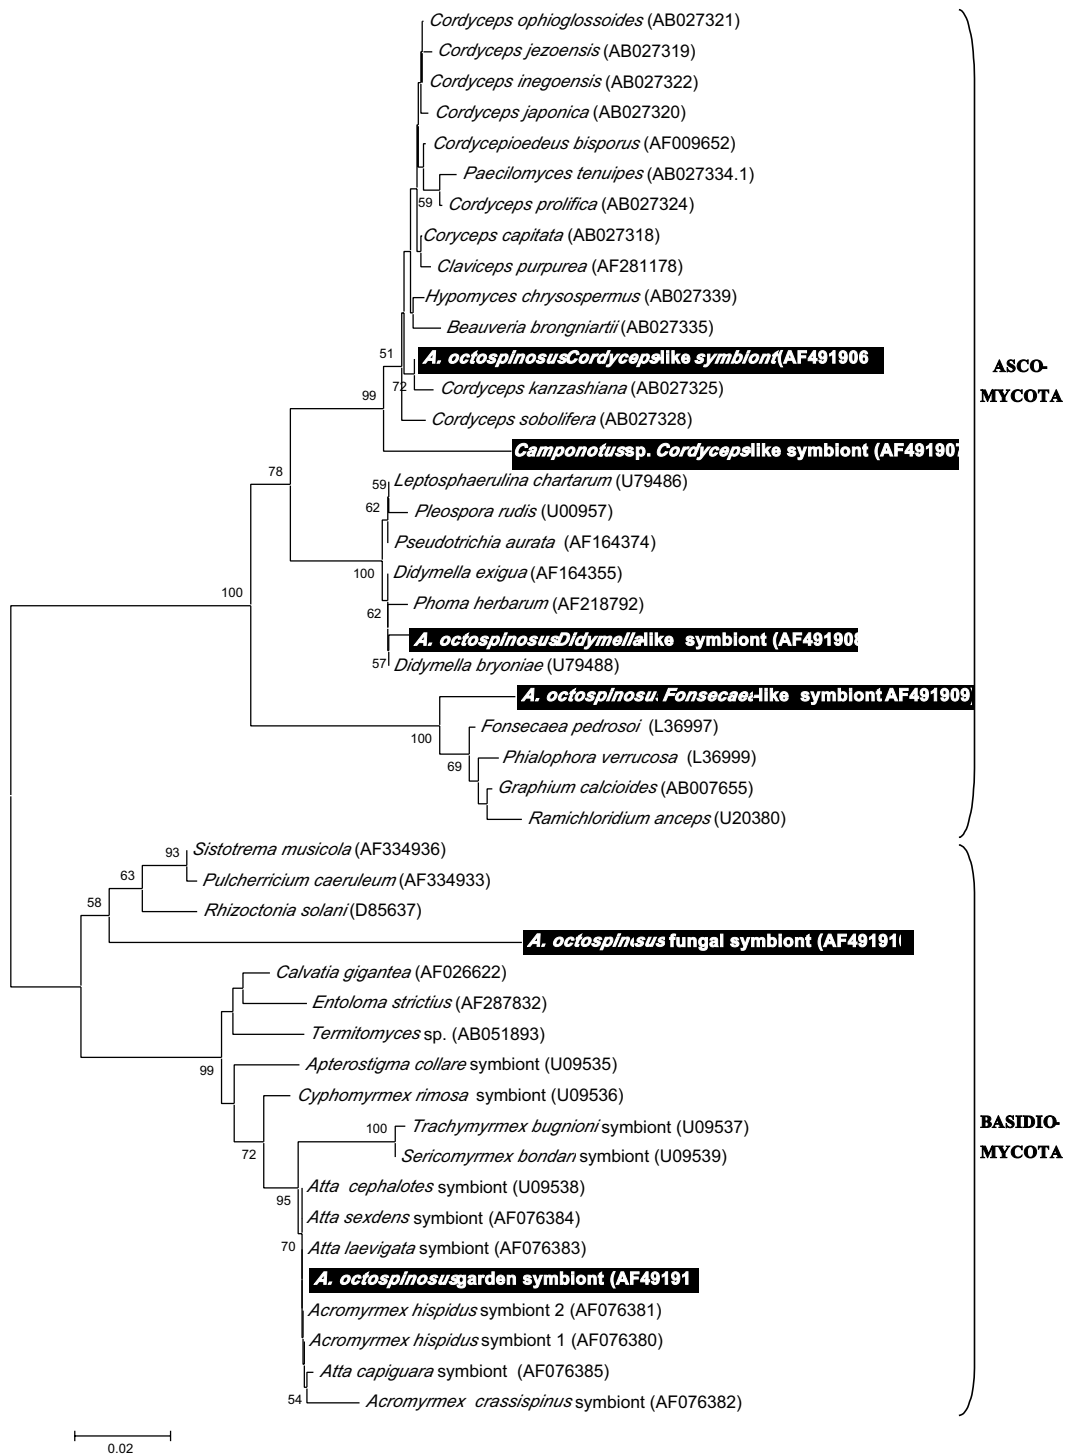 Cordyceps ophioglossoides (AB027321)
Cordyceps jezoensis (AB027319)
Cordyceps inegoensis (AB027322)
Cordyceps japonica (AB027320)
Cordycepioedeus bisporus (AF009652)
Paecilomyces tenuipes (AB027334.1)
59
Cordyceps prolifica (AB027324)
Coryceps capitata (AB027318)
Claviceps purpurea (AF281178)
Hypomyces chrysospermus (AB027339)
Beauveria brongniartii (AB027335)
51
A. octospinosus Cordyceps-like symbiont (AF491906
ASCO-
MYCOTA
72
Cordyceps kanzashiana (AB027325)
99
Cordyceps sobolifera (AB027328)
Camponotus sp. Cordyceps-like symbiont (AF491907
78
59
Leptosphaerulina chartarum (U79486)
62
Pleospora rudis (U00957)
Pseudotrichia aurata (AF164374)
100
Didymella exigua (AF164355)
100
Phoma herbarum (AF218792)
62
A. octospinosus Didymella-like symbiont (AF491908
57
Didymella bryoniae (U79488)
A. octospinosu. Fonsecaea-like symbiont AF491909)
Fonsecaea pedrosoi (L36997)
100
Phialophora verrucosa (L36999)
69
Graphium calcioides (AB007655)
Ramichloridium anceps (U20380)
93
Sistotrema musicola (AF334936)
63
Pulcherricium caeruleum (AF334933)
58
Rhizoctonia solani (D85637)
A. octospinosus fungal symbiont (AF49191(
Calvatia gigantea (AF026622)
Entoloma strictius (AF287832)
Termitomyces sp. (AB051893)
99
Apterostigma collare symbiont (U09535)
Cyphomyrmex rimosa symbiont (U09536)
BASIDIO-
MYCOTA
100
Trachymyrmex bugnioni symbiont (U09537)
72
Sericomyrmex bondan symbiont (U09539)
Atta cephalotes symbiont (U09538)
95
Atta sexdens symbiont (AF076384)
70
Atta laevigata symbiont (AF076383)
A. octospinosus garden symbiont (AF49191
Acromyrmex hispidus symbiont 2 (AF076381)
Acromyrmex hispidus symbiont 1 (AF076380)
Atta capiguara symbiont (AF076385)
54
Acromyrmex crassispinus symbiont (AF076382)
0.02